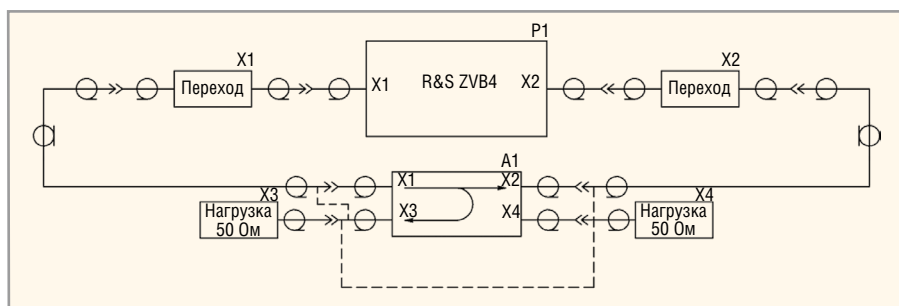 P1
X1
X2
Переход
X1
R&S ZVB4
X2
Переход
A1
X1
X2
X3
X4
Нагрузка
50 Ом
X3
X4
Нагрузка
50 Ом